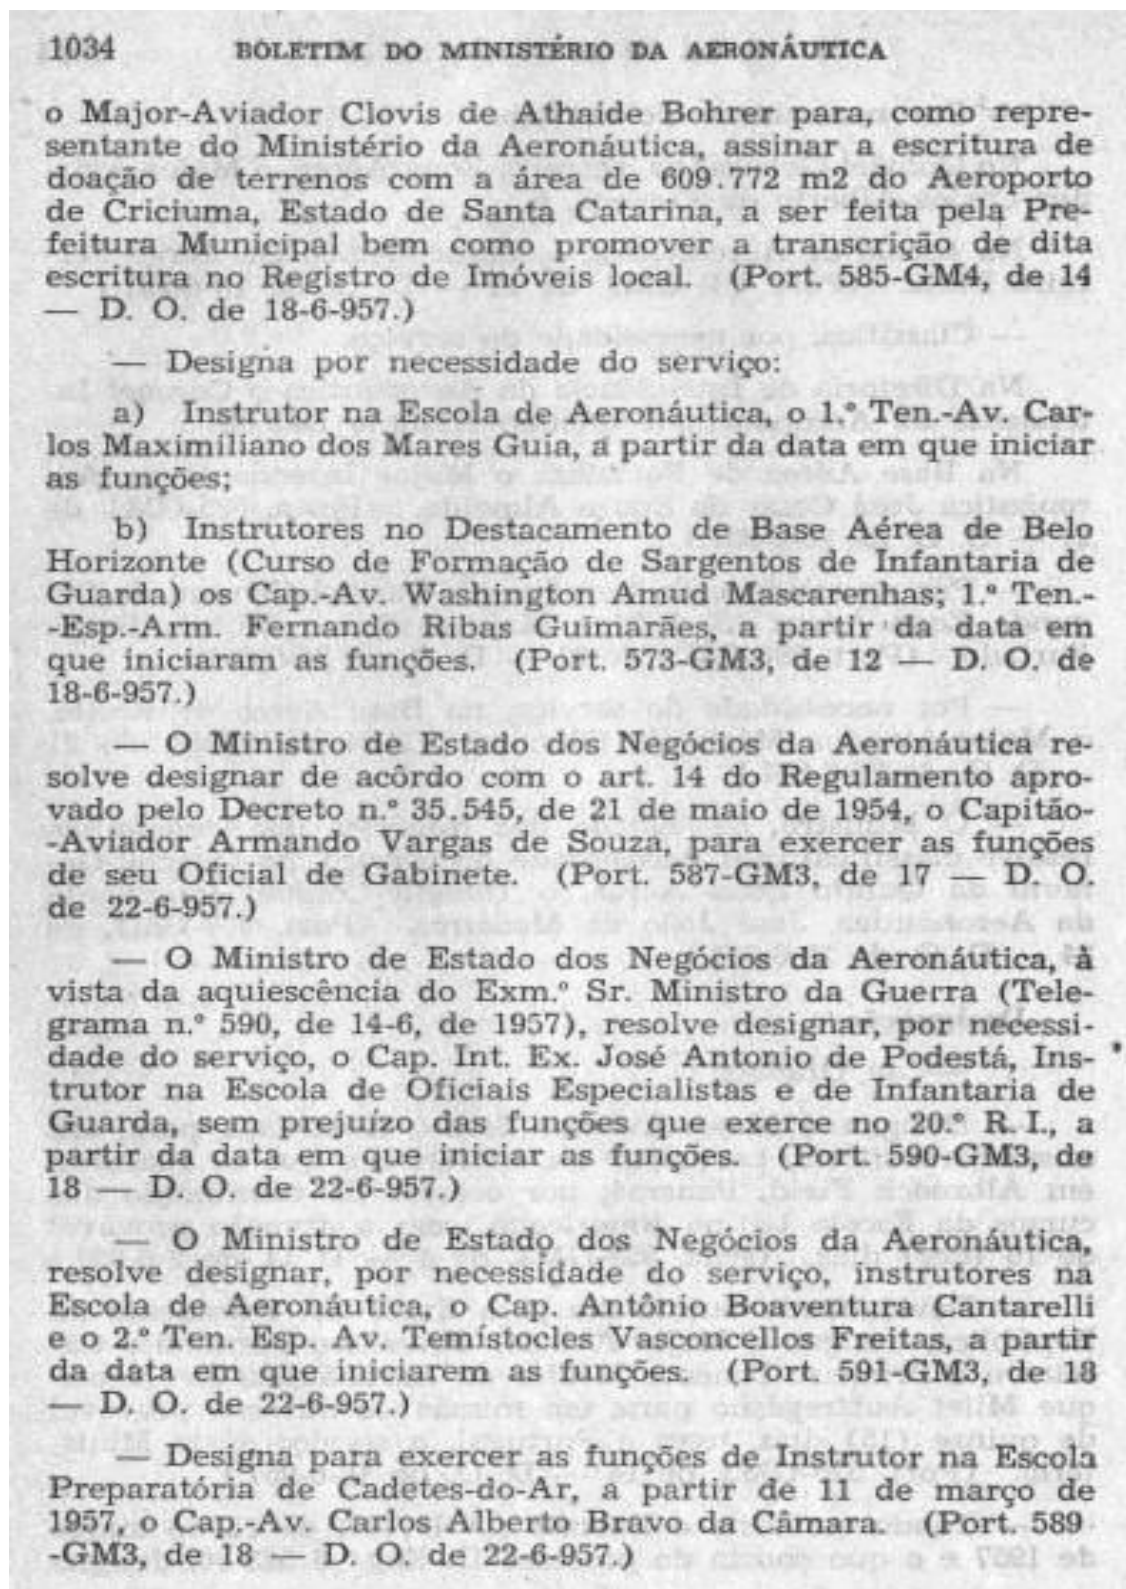 1034 BOLETIM DO MINISTÉRIO DA AERONÁUTICA
o Major-Aviador Clovis de Athaide Bohrer para, como repre-
sentante do Ministério da Aeronáutica, assinar a escritura de
doação de terrenos com a área de 609.772 m2 do Aeroporto
de Criciuma, Estado de Santa Catarina, a ser feita pela Pre-
feitura Municipal bem como promover a transcrição de dita
escritura no Registro de Imóveis local. (Port. 585-GM4, de 14
— D. O. de 18-6-957.)
— Designa por necessidade do serviço:
a) Instrutor na Escola de Aeronáutica, o 1.º Ten.-Av. Car-
los Maximiliano dos Mares Guia, a partir da data em que iniciar
as funções;
b) Instrutores no Destacamento de Base Aérea de Belo
Horizonte (Curso de Formação de Sargentos de Infantaria de
Guarda) os Cap.-Av. Washington Amud Mascarenhas; 1.º Ten.-
-Esp.-Arm. Fernando Ribas Guimarães, a partir da data em
que iniciaram as funções. (Port. 573-GM3, de 12 — D. O. de
18-6-957.)
— O Ministro de Estado dos Negócios da Aeronáutica re-
solve designar de acôrdo com o art. 14 do Regulamento apro-
vado pelo Decreto n.º 35.545, de 21 de maio de 1954, o Capitão-
-Aviador Armando Vargas de Souza, para exercer as funções
de seu Oficial de Gabinete. (Port. 587-GM3, de 17 — D. O.
de 22-6-957.)
— O Ministro de Estado dos Negócios da Aeronáutica, à
vista da aquiescência do Exm.º Sr. Ministro da Guerra (Tele-
grama n.º 590, de 14-6, de 1957), resolve designar, por necessi-
dade do serviço, o Cap. Int. Ex. José Antonio de Podestá, Ins-
trutor na Escola de Oficiais Especialistas e de Infantaria de
Guarda, sem prejuízo das funções que exerce no 20.º R. I., a
partir da data em que iniciar as funções. (Port. 590-GM3, de
18 — D. O. de 22-6-957.)
— O Ministro de Estado dos Negócios da Aeronáutica,
resolve designar, por necessidade do serviço, instrutores na
Escola de Aeronáutica, o Cap. Antônio Boaventura Cantarelli
e o 2.º Ten. Esp. Av. Temístocles Vasconcellos Freitas, a partir
da data em que iniciarem as funções. (Port. 591-GM3, de 18
— D. O. de 22-6-957.)
— Designa para exercer as funções de Instrutor na Escola
Preparatória de Cadetes-do-Ar, a partir de 11 de março de
1957, o Cap.-Av. Carlos Alberto Bravo da Câmara. (Port. 589
-GM3, de 18 — D. O. de 22-6-957.)